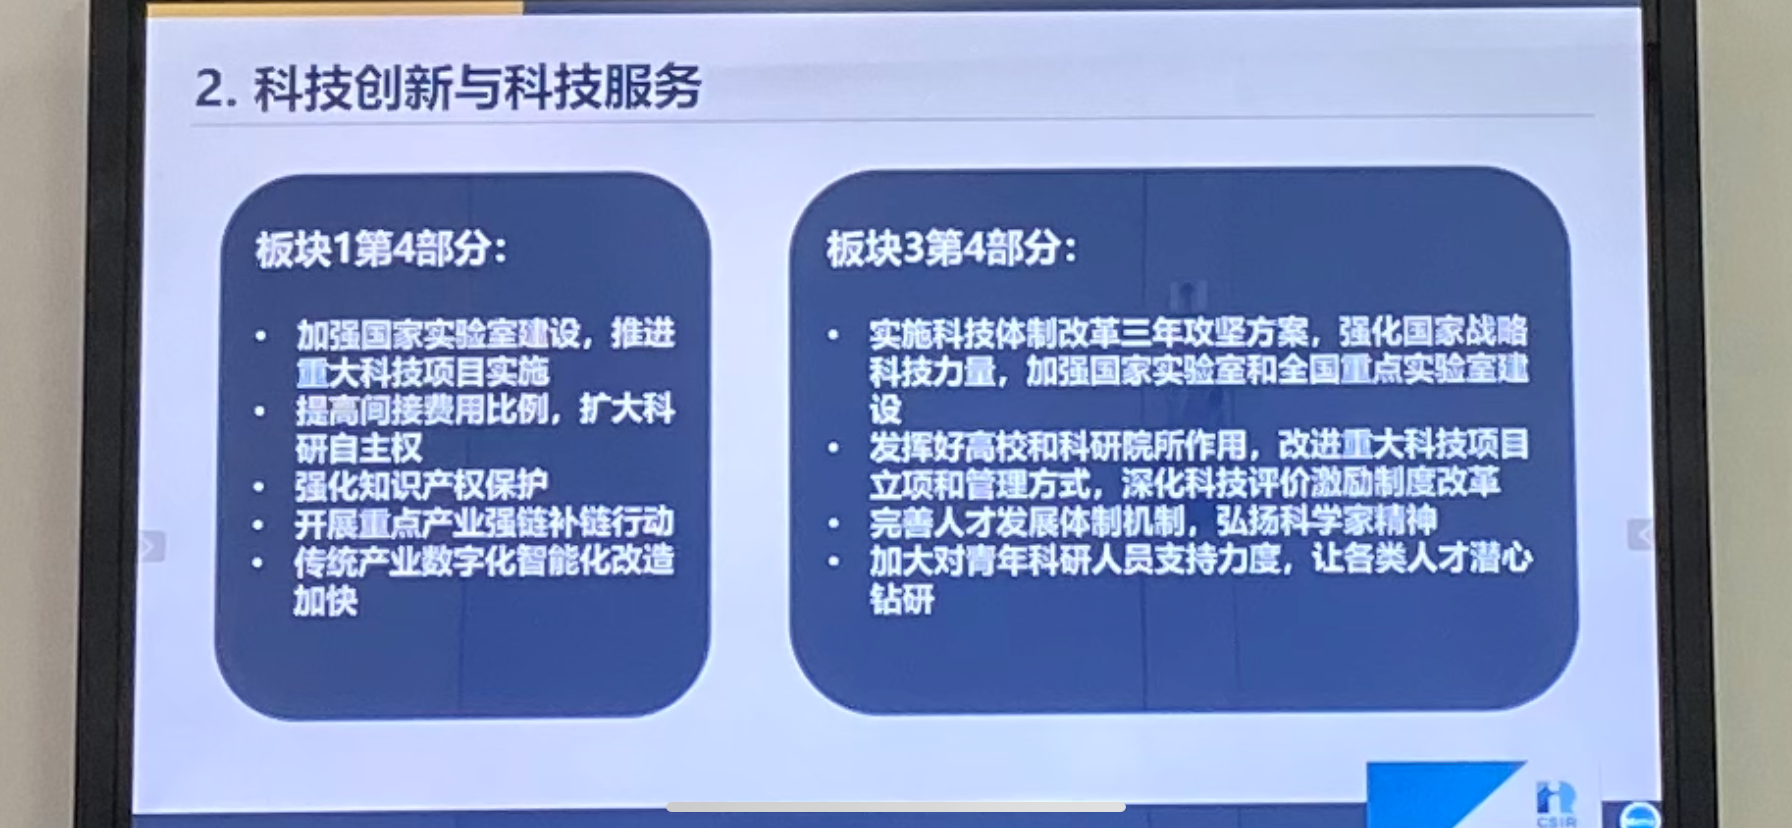 2. 科技创新与科技服务
板块1第4部分：
• 加强国家实验室建设，推进
重大科技项目实施
• 提高间接费用比例，扩大科
研自主权
• 强化知识产权保护
• 开展重点产业强链补链行动
• 传统产业数字化智能化改造
加快
板块3第4部分：
• 实施科技体制改革三年攻坚方案，强化国家战略
科技力量，加强国家实验室和全国重点实验室建
设
• 发挥好高校和科研院所作用，改进重大科技项目
立项和管理方式，深化科技评价激励制度改革
• 完善人才发展体制机制，弘扬科学家精神
• 加大对青年科研人员支持力度，让各类人才潜心
钻研
CSIR